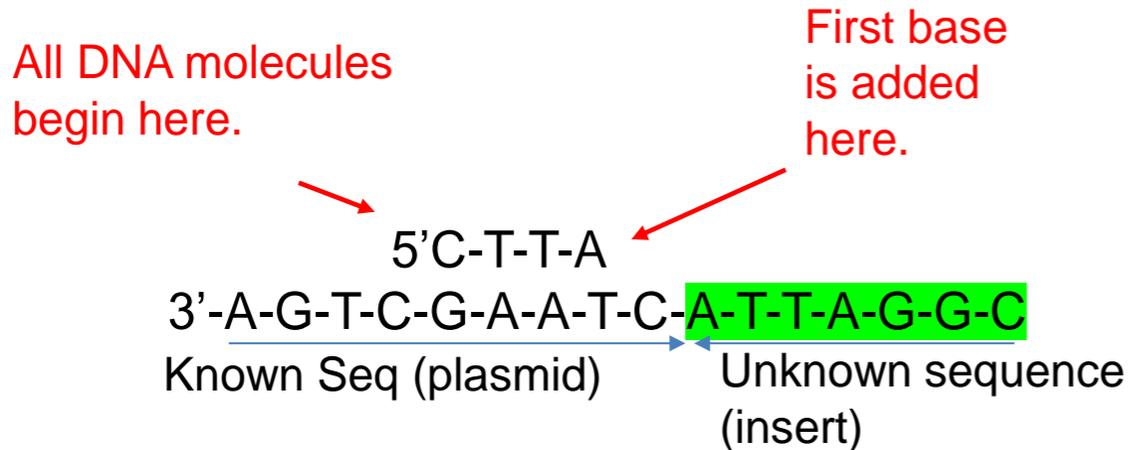 All DNA molecules
begin here.
First base
is added
here.
5’C-T-T-A
3’-A-G-T-C-G-A-A-T-C-A-T-T-A-G-G-C
Known Seq (plasmid)
Unknown sequence
(insert)